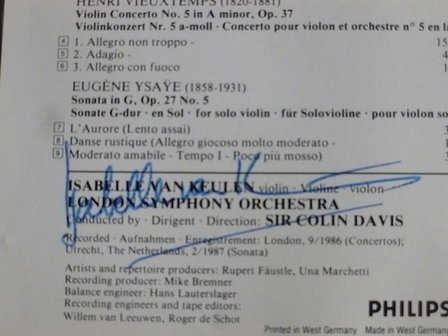 HENRI VIEUXTEMPS (1820-1881)
Violin Concerto No. 5 in A minor, Op. 37
Violinkonzert Nr. 5 a-moll · Concerto pour violon et orchestre nº 5 en l
4 1. Allegro non troppo - 15
5 2. Adagio -
6 3. Allegro con fuoco
EUGÈNE YSAŸE (1858-1931)
Sonata in G, Op. 27 No. 5
Sonate G-dur · en Sol · for solo violin · für Solovioline · pour violon so
7 L'Aurore (Lento assai)
8 Danse rustique (Allegro giocoso molto moderato -
9 Moderato amabile - Tempo I - Poco più mosso)
ISABELLE VAN KEULEN violin · Violine · violon
LONDON SYMPHONY ORCHESTRA
Conducted by · Dirigent · Direction: SIR COLIN DAVIS
Recorded · Aufnahmen · Enregistrement: London, 9/1986 (Concertos);
Utrecht, The Netherlands, 2/1987 (Sonata)
Artists and repertoire producers: Rupert Fäustle, Una Marchetti
Recording producer: Mike Bremner
Balance engineer: Hans Lauterslager
Recording engineers and tape editors:
Willem van Leeuwen, Roger de Schot
PHILIPS
Printed in West Germany Made in West Germany